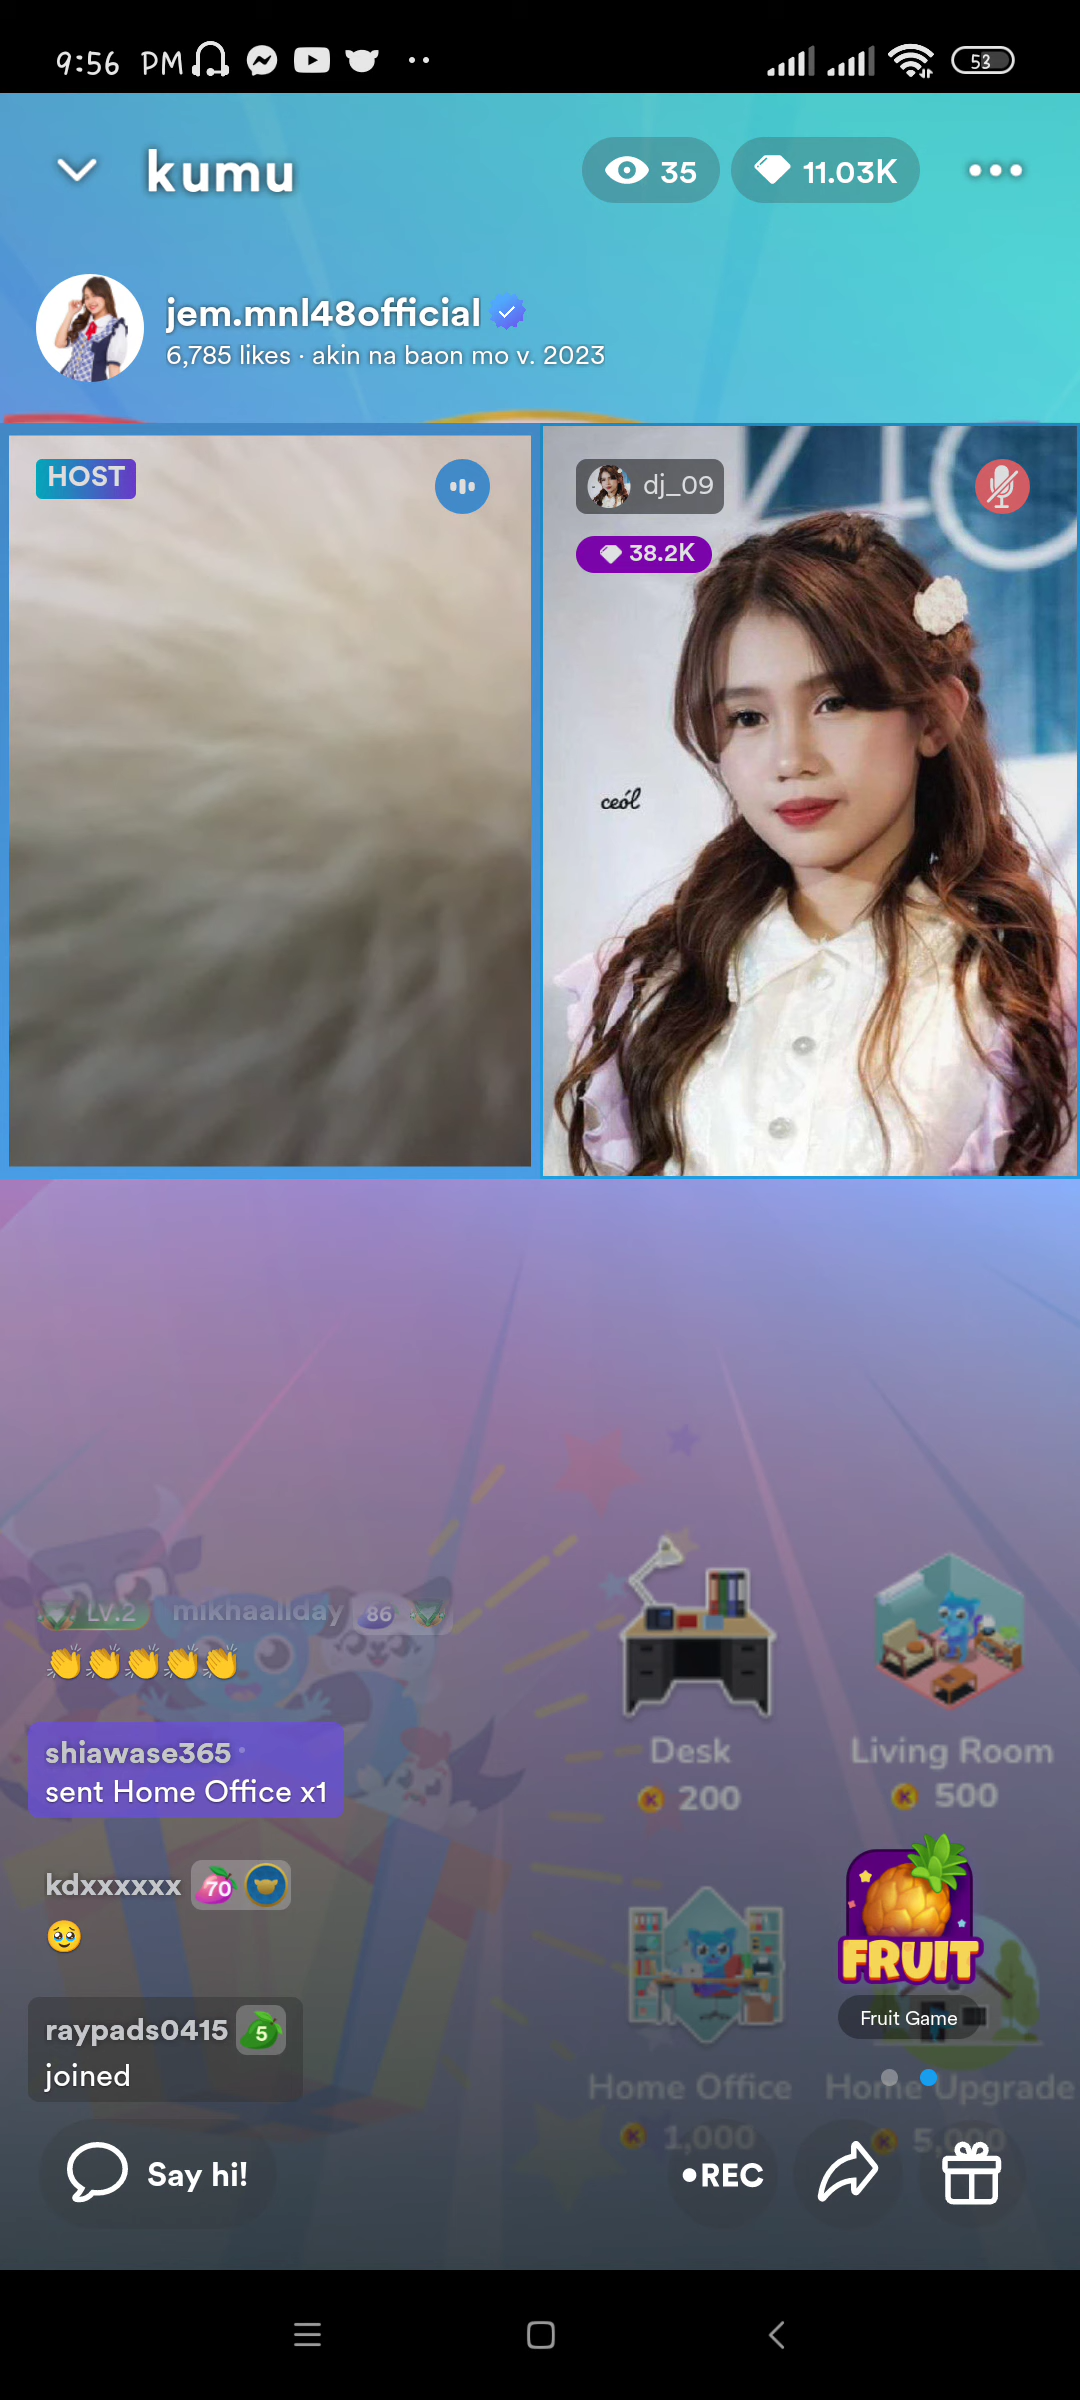 9:56 PM
53
kumu
35
11.03K
jem.mnl48official
6,785 likes · akin na baon mo v. 2023
HOST
dj_09
38.2K
ceól
LV.2 mikhaallday 86
👏👏👏👏👏
shiawase365
sent Home Office x1
kdxxxxxx 70
🥹
raypads0415 5
joined
Desk
200
Living Room
500
FRUIT
Fruit Game
Home Office
1,000
Home Upgrade
5,000
Say hi!
•REC